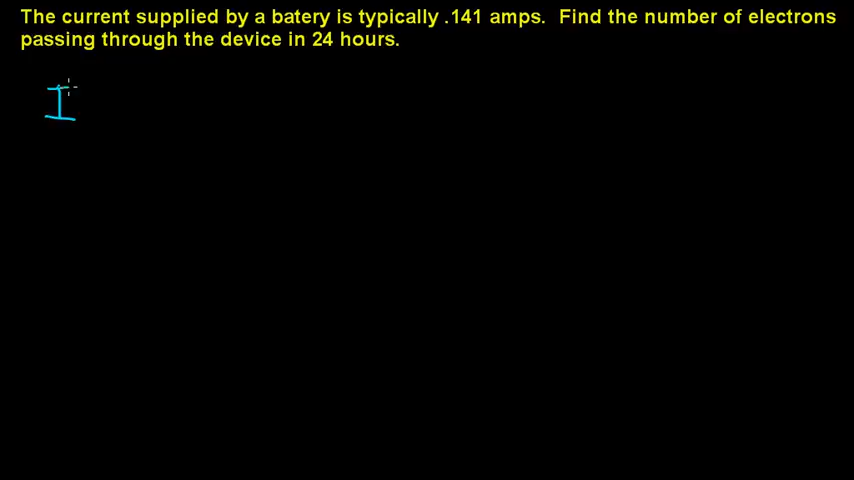 The current supplied by a batery is typically .141 amps.  Find the number of electrons
passing through the device in 24 hours.
I